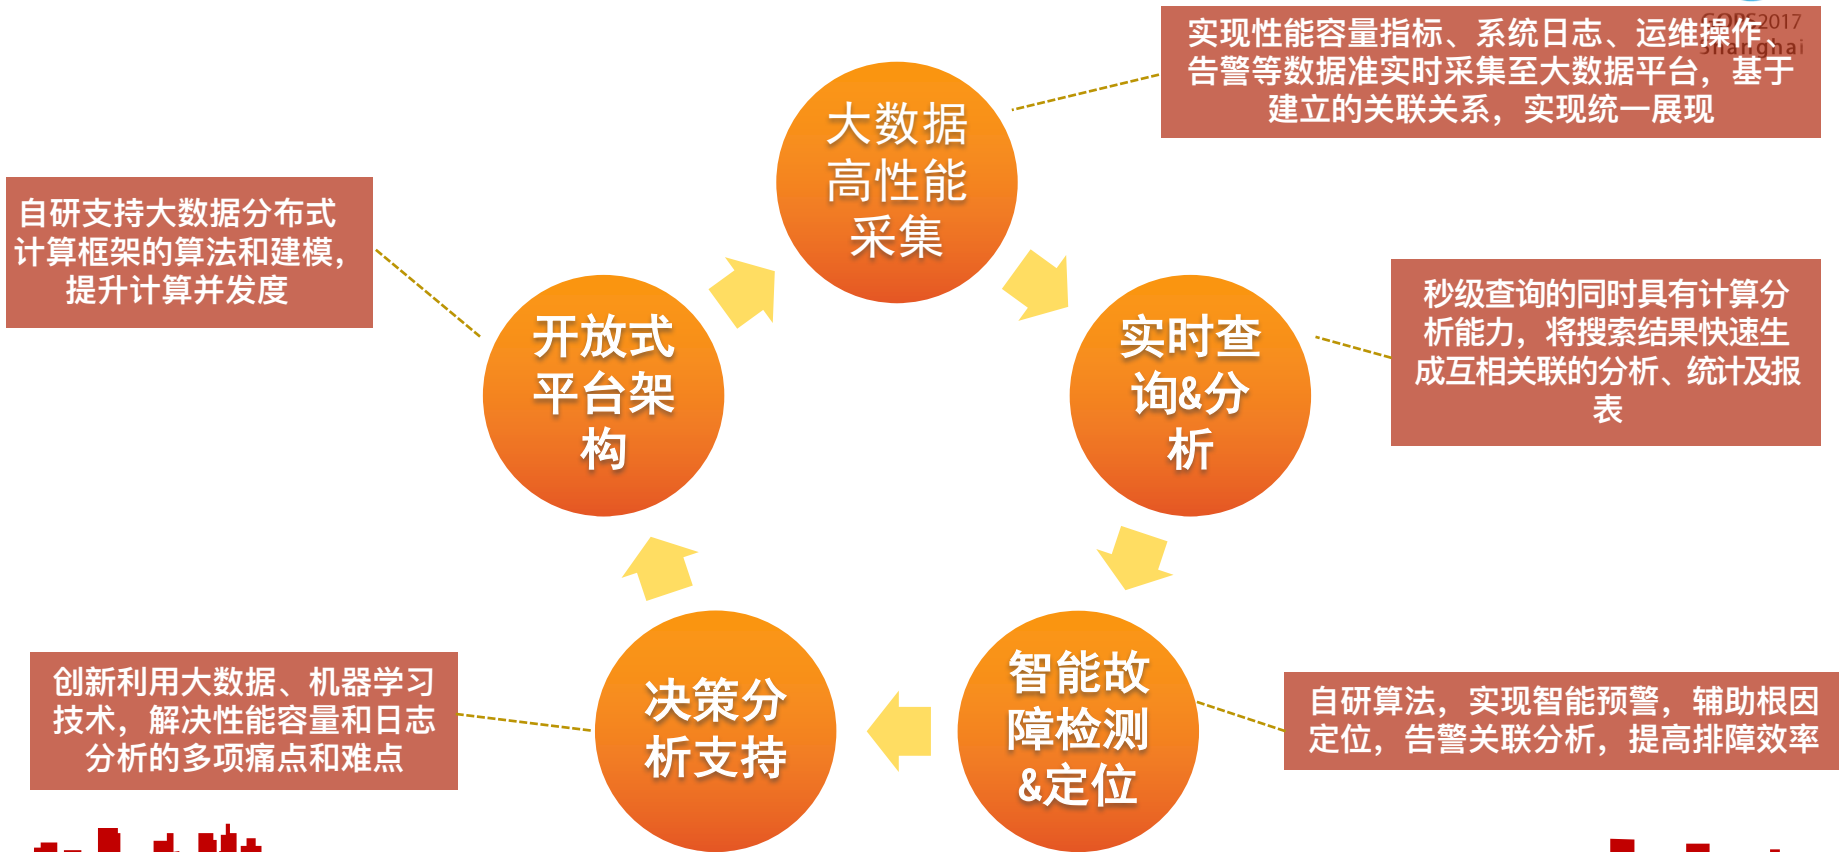 GOPS2017
Shanghai
实现性能容量指标、系统日志、运维操作、
告警等数据准实时采集至大数据平台，基于
建立的关联关系，实现统一展现
大数据
高性能
采集
自研支持大数据分布式
计算框架的算法和建模，
提升计算并发度
开放式
平台架
构
实时查
询&分
析
秒级查询的同时具有计算分
析能力，将搜索结果快速生
成互相关联的分析、统计及报
表
创新利用大数据、机器学习
技术，解决性能容量和日志
分析的多项痛点和难点
决策分
析支持
智能故
障检测
&定位
自研算法，实现智能预警，辅助根因
定位，告警关联分析，提高排障效率